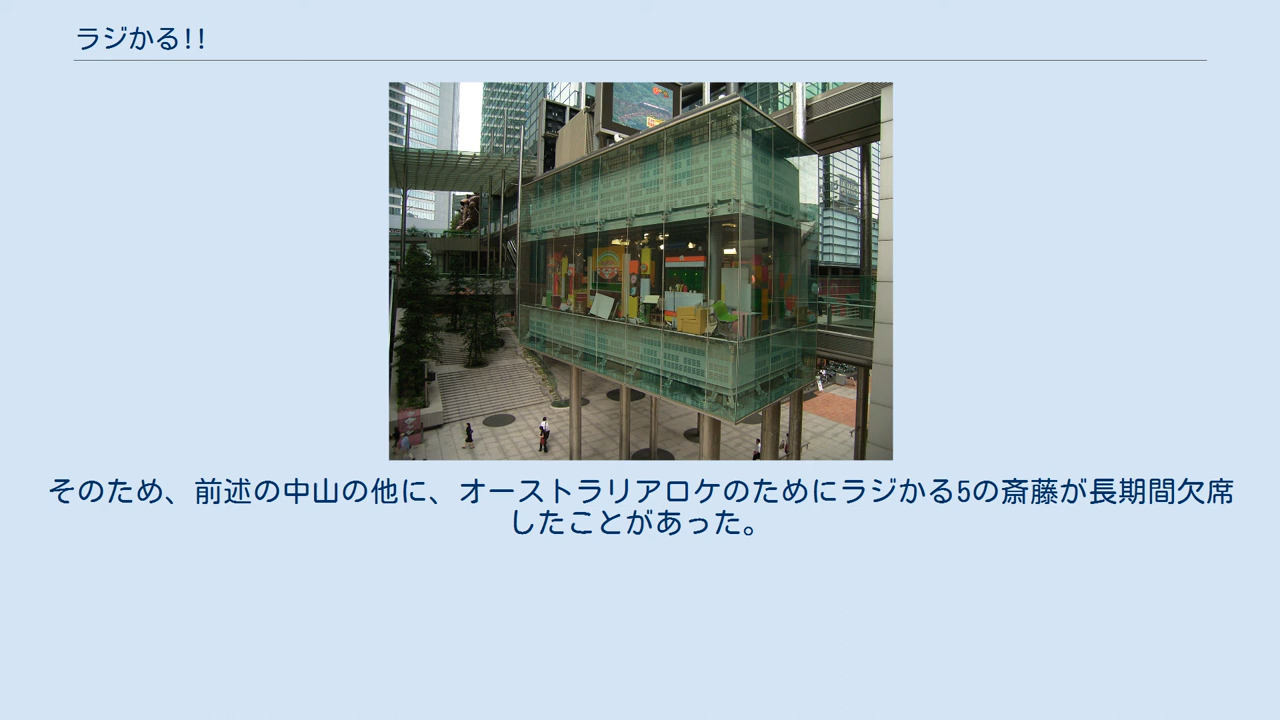 ラジかる!!
そのため、前述の中山の他に、オーストラリアロケのためにラジかる5の斎藤が長期間欠席
したことがあった。